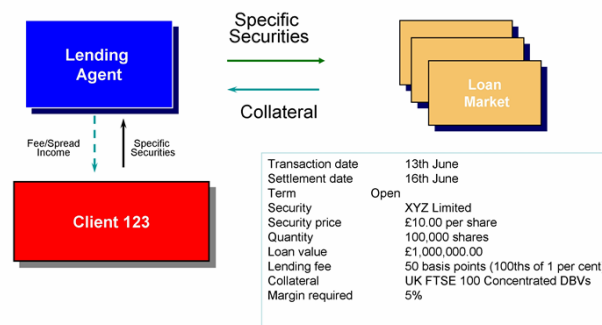 Lending
Agent
Specific
Securities
Collateral
Loan
Market
Fee/Spread
Income
Specific
Securities
Client 123
Transaction date 13th June
Settlement date 16th June
Term Open
Security XYZ Limited
Security price £10.00 per share
Quantity 100,000 shares
Loan value £1,000,000.00
Lending fee 50 basis points (100ths of 1 per cent
Collateral UK FTSE 100 Concentrated DBVs
Margin required 5%